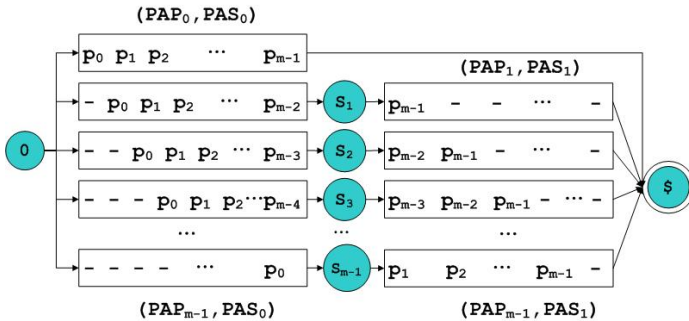 (PAP0,PAS0)
p0 p1 p2 … pm-1
(PAP1,PAS1)
– p0 p1 p2 … pm-2 S1 pm-1 – – … –
0 – – p0 p1 p2 … pm-3 S2 pm-2 pm-1 – … – $
– – – p0 p1 p2 … pm-4 S3 pm-3 pm-2 pm-1 – … –
… … …
– – – – … p0 Sm-1 p1 p2 … pm-1 –
(PAPm-1,PAS0) (PAPm-1,PAS1)